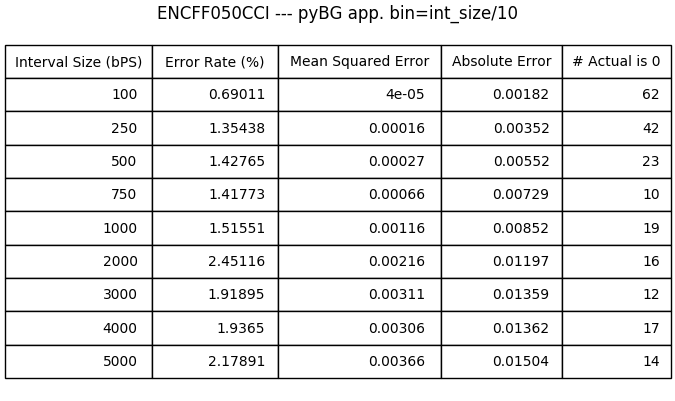 ENCFF050CCI --- pyBG app. bin=int_size/10
Interval Size (bPS) Error Rate (%) Mean Squared Error Absolute Error # Actual is 0
100 0.69011 4e-05 0.00182 62
250 1.35438 0.00016 0.00352 42
500 1.42765 0.00027 0.00552 23
750 1.41773 0.00066 0.00729 10
1000 1.51551 0.00116 0.00852 19
2000 2.45116 0.00216 0.01197 16
3000 1.91895 0.00311 0.01359 12
4000 1.9365 0.00306 0.01362 17
5000 2.17891 0.00366 0.01504 14